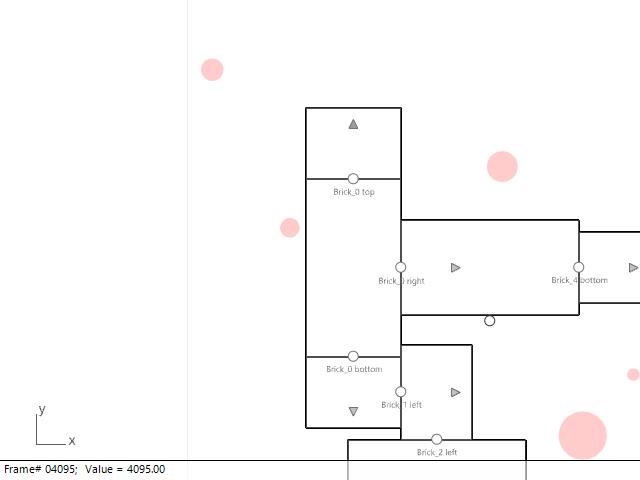 Brick_0 top
Brick_0 right
Brick_4 bottom
Brick_0 bottom
Brick_1 left
y
x
Brick_2 left
Frame# 04095; Value = 4095.00